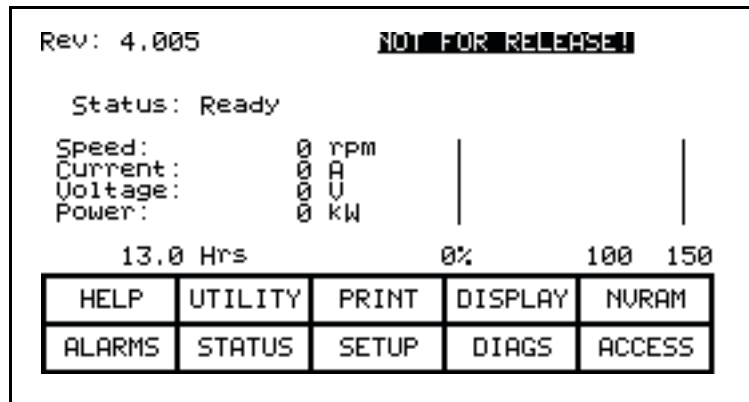 Rev: 4.005 NOT FOR RELEASE!
Status: Ready
Speed: 0 rpm
Current: 0 A
Voltage: 0 V
Power: 0 kW
13.0 Hrs 0% 100 150
HELP UTILITY PRINT DISPLAY NVRAM
ALARMS STATUS SETUP DIAGS ACCESS